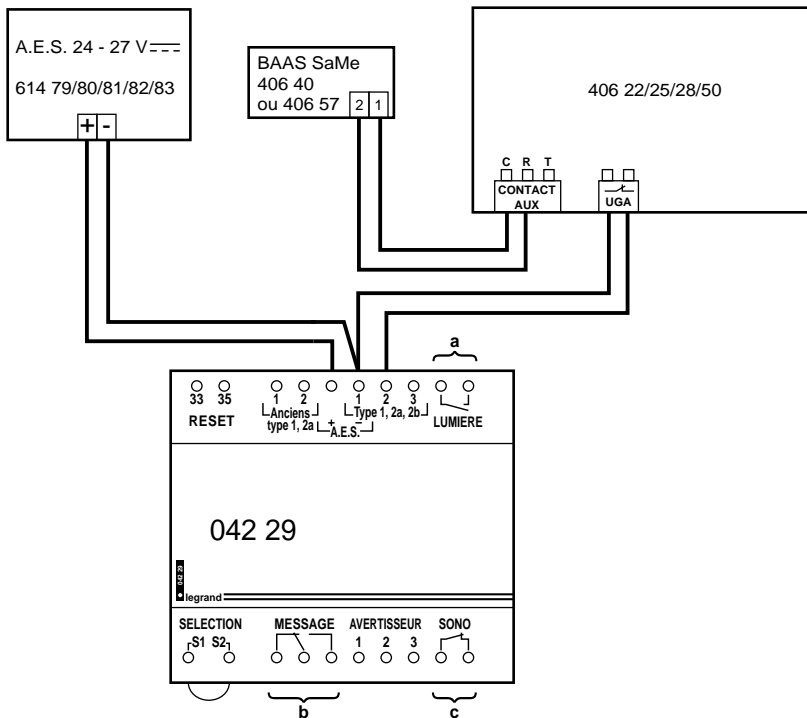 A.E.S. 24 - 27 V
614 79/80/81/82/83
+ -
BAAS SaMe
406 40
ou 406 57
2 1
406 22/25/28/50
C R T
CONTACT
AUX
UGA
a
33 35
RESET
1 2
Anciens
type 1, 2a
+ −
A.E.S.
1 2 3
Type 1, 2a, 2b
LUMIERE
042 29
042 29
legrand
SELECTION
S1 S2
MESSAGE
AVERTISSEUR
1 2 3
SONO
b
c